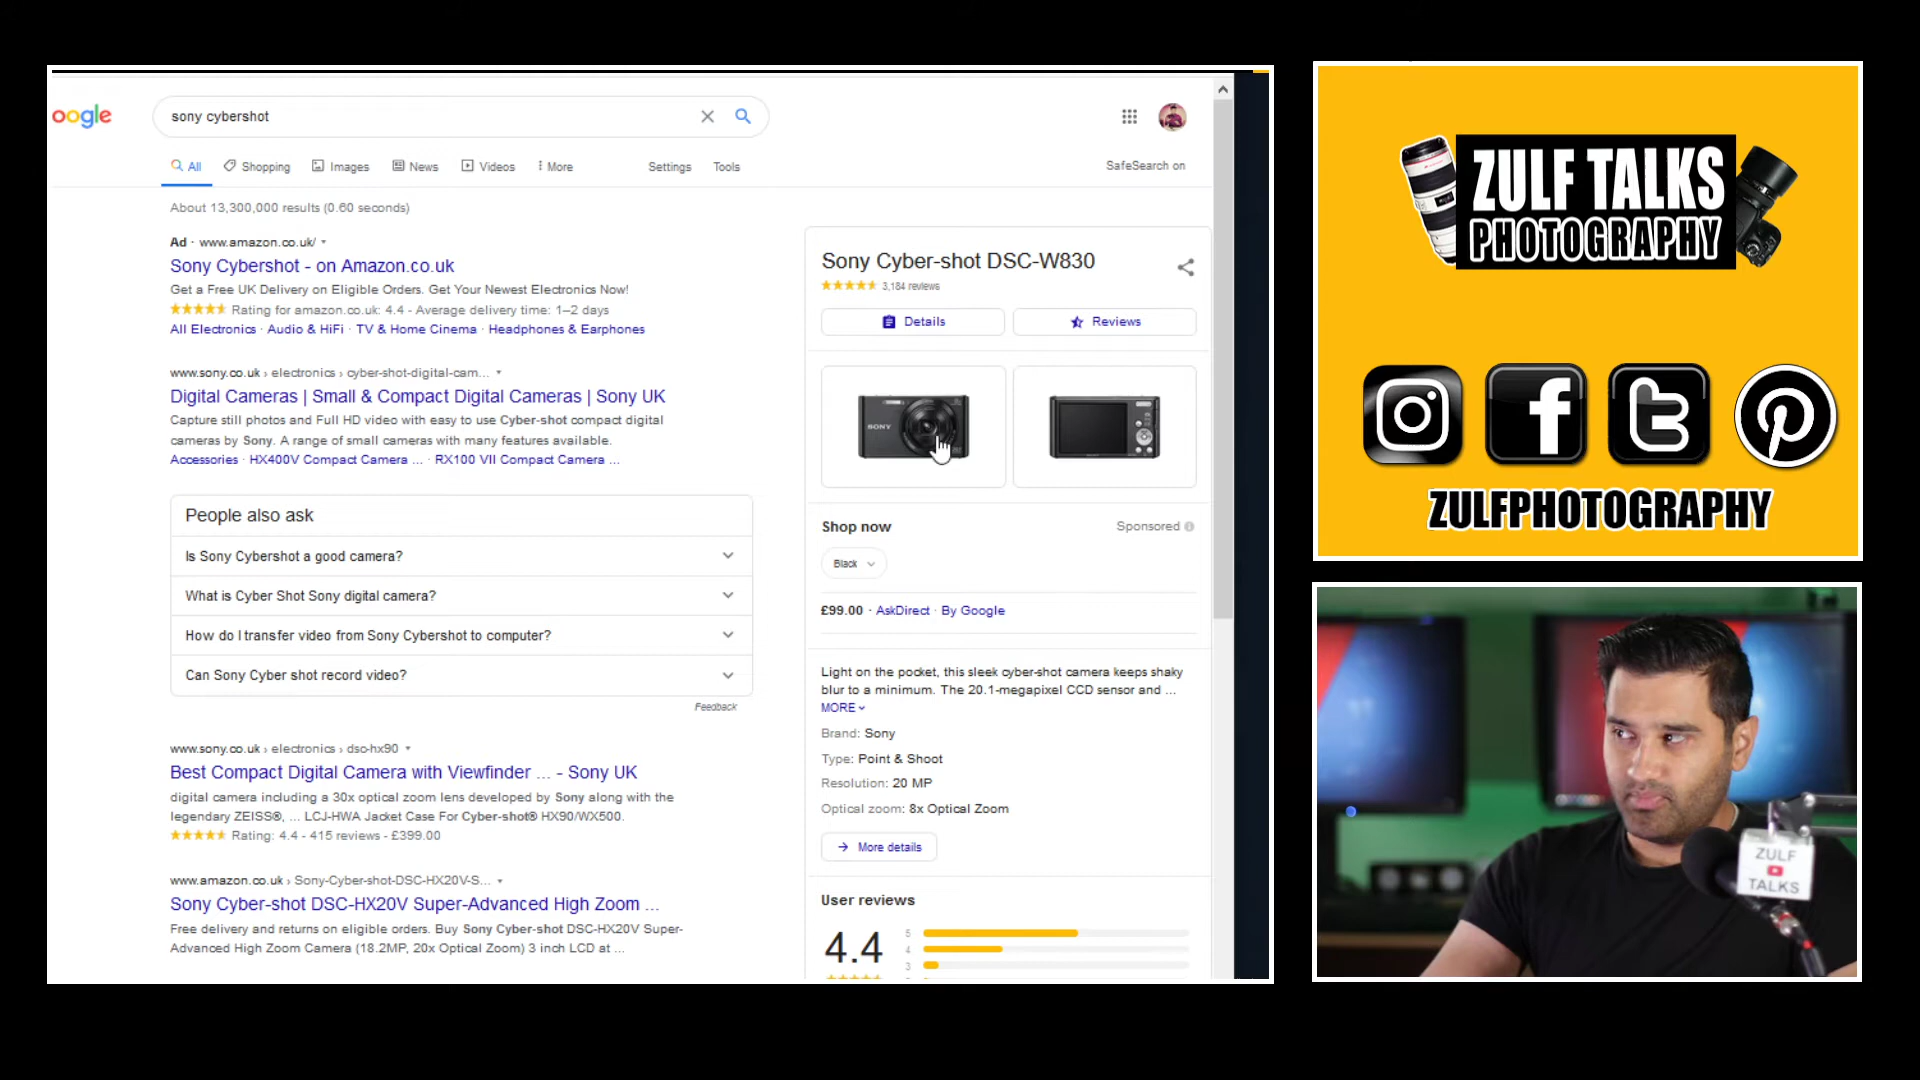 oogle
sony cybershot
All
Shopping
Images
News
Videos
More
Settings
Tools
SafeSearch on
About 13,300,000 results (0.60 seconds)
Ad · www.amazon.co.uk/
Sony Cybershot - on Amazon.co.uk
Get a Free UK Delivery on Eligible Orders. Get Your Newest Electronics Now!
Rating for amazon.co.uk: 4.4 - Average delivery time: 1–2 days
All Electronics · Audio & HiFi · TV & Home Cinema · Headphones & Earphones
www.sony.co.uk › electronics › cyber-shot-digital-cam...
Digital Cameras | Small & Compact Digital Cameras | Sony UK
Capture still photos and Full HD video with easy to use Cyber-shot compact digital
cameras by Sony. A range of small cameras with many features available.
Accessories · HX400V Compact Camera ... · RX100 VII Compact Camera ...
People also ask
Is Sony Cybershot a good camera?
What is Cyber Shot Sony digital camera?
How do I transfer video from Sony Cybershot to computer?
Can Sony Cyber shot record video?
Feedback
www.sony.co.uk › electronics › dsc-hx90
Best Compact Digital Camera with Viewfinder ... - Sony UK
digital camera including a 30x optical zoom lens developed by Sony along with the
legendary ZEISS®, ... LCJ-HWA Jacket Case For Cyber-shot® HX90/WX500.
Rating: 4.4 - 415 reviews - £399.00
www.amazon.co.uk › Sony-Cyber-shot-DSC-HX20V-S...
Sony Cyber-shot DSC-HX20V Super-Advanced High Zoom ...
Free delivery and returns on eligible orders. Buy Sony Cyber-shot DSC-HX20V Super-
Advanced High Zoom Camera (18.2MP, 20x Optical Zoom) 3 inch LCD at ...
Sony Cyber-shot DSC-W830
3,184 reviews
Details
Reviews
SONY
Shop now
Sponsored
Black
£99.00 · AskDirect · By Google
Light on the pocket, this sleek cyber-shot camera keeps shaky
blur to a minimum. The 20.1-megapixel CCD sensor and ...
MORE
Brand: Sony
Type: Point & Shoot
Resolution: 20 MP
Optical zoom: 8x Optical Zoom
More details
User reviews
4.4
5
4
3
ZULF TALKS
PHOTOGRAPHY
ZULFPHOTOGRAPHY
ZULF
TALKS